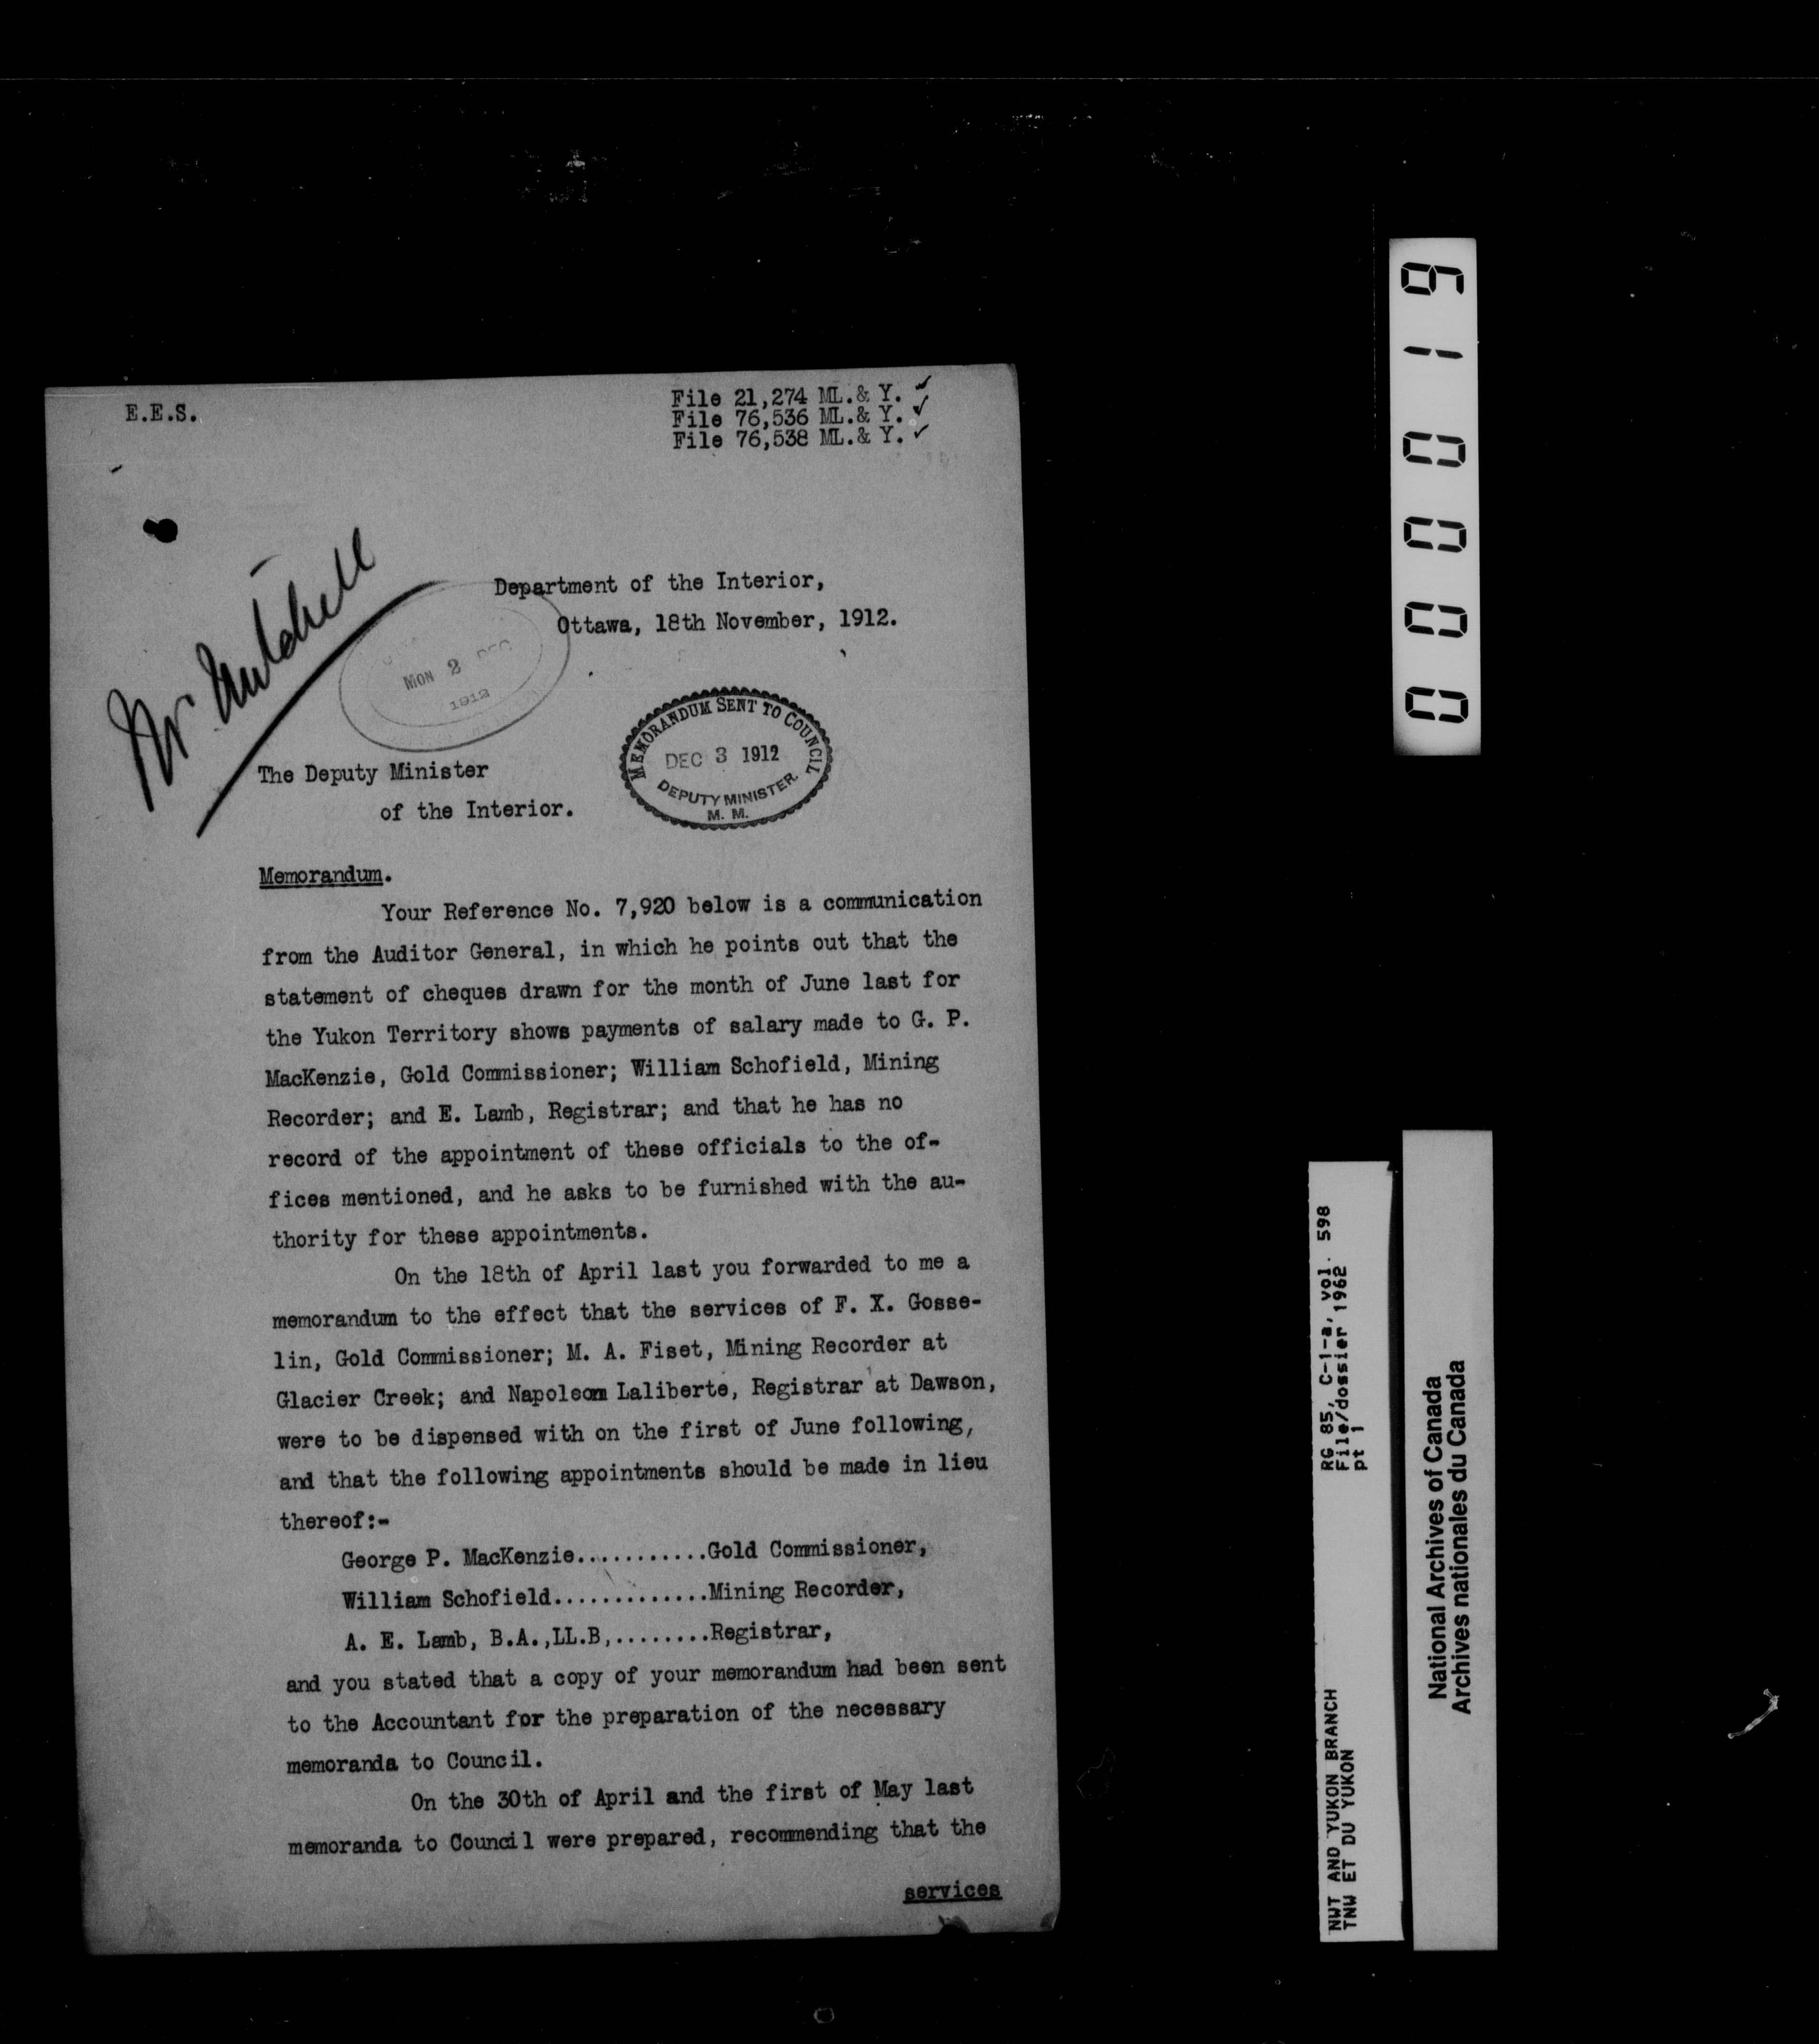 E.E.S.
File 21,274 ML.& Y. ✓
File 76,536 ML.& Y. ✓
File 76,538 ML.& Y. ✓
Mr Mitchell
Department of the Interior,
Ottawa, 18th November, 1912.
MON 2 DEC
1912
MEMORANDUM SENT TO COUNCIL
DEC 3 1912
DEPUTY MINISTER.
M. M.
The Deputy Minister
of the Interior.
Memorandum.
Your Reference No. 7,920 below is a communication
from the Auditor General, in which he points out that the
statement of cheques drawn for the month of June last for
the Yukon Territory shows payments of salary made to G. P.
MacKenzie, Gold Commissioner; William Schofield, Mining
Recorder; and E. Lamb, Registrar; and that he has no
record of the appointment of these officials to the of-
fices mentioned, and he asks to be furnished with the au-
thority for these appointments.
On the 18th of April last you forwarded to me a
memorandum to the effect that the services of F. X. Gosse-
lin, Gold Commissioner; M. A. Fiset, Mining Recorder at
Glacier Creek; and Napoleon Laliberte, Registrar at Dawson,
were to be dispensed with on the first of June following,
and that the following appointments should be made in lieu
thereof:-
George P. MacKenzie...........Gold Commissioner,
William Schofield.............Mining Recorder,
A. E. Lamb, B.A.,LL.B,........Registrar,
and you stated that a copy of your memorandum had been sent
to the Accountant for the preparation of the necessary
memoranda to Council.
On the 30th of April and the first of May last
memoranda to Council were prepared, recommending that the
services
000019
RG 85, C-1-a, vol. 598
File/dossier 1962
pt 1
NWT AND YUKON BRANCH
TNW ET DU YUKON
National Archives of Canada
Archives nationales du Canada